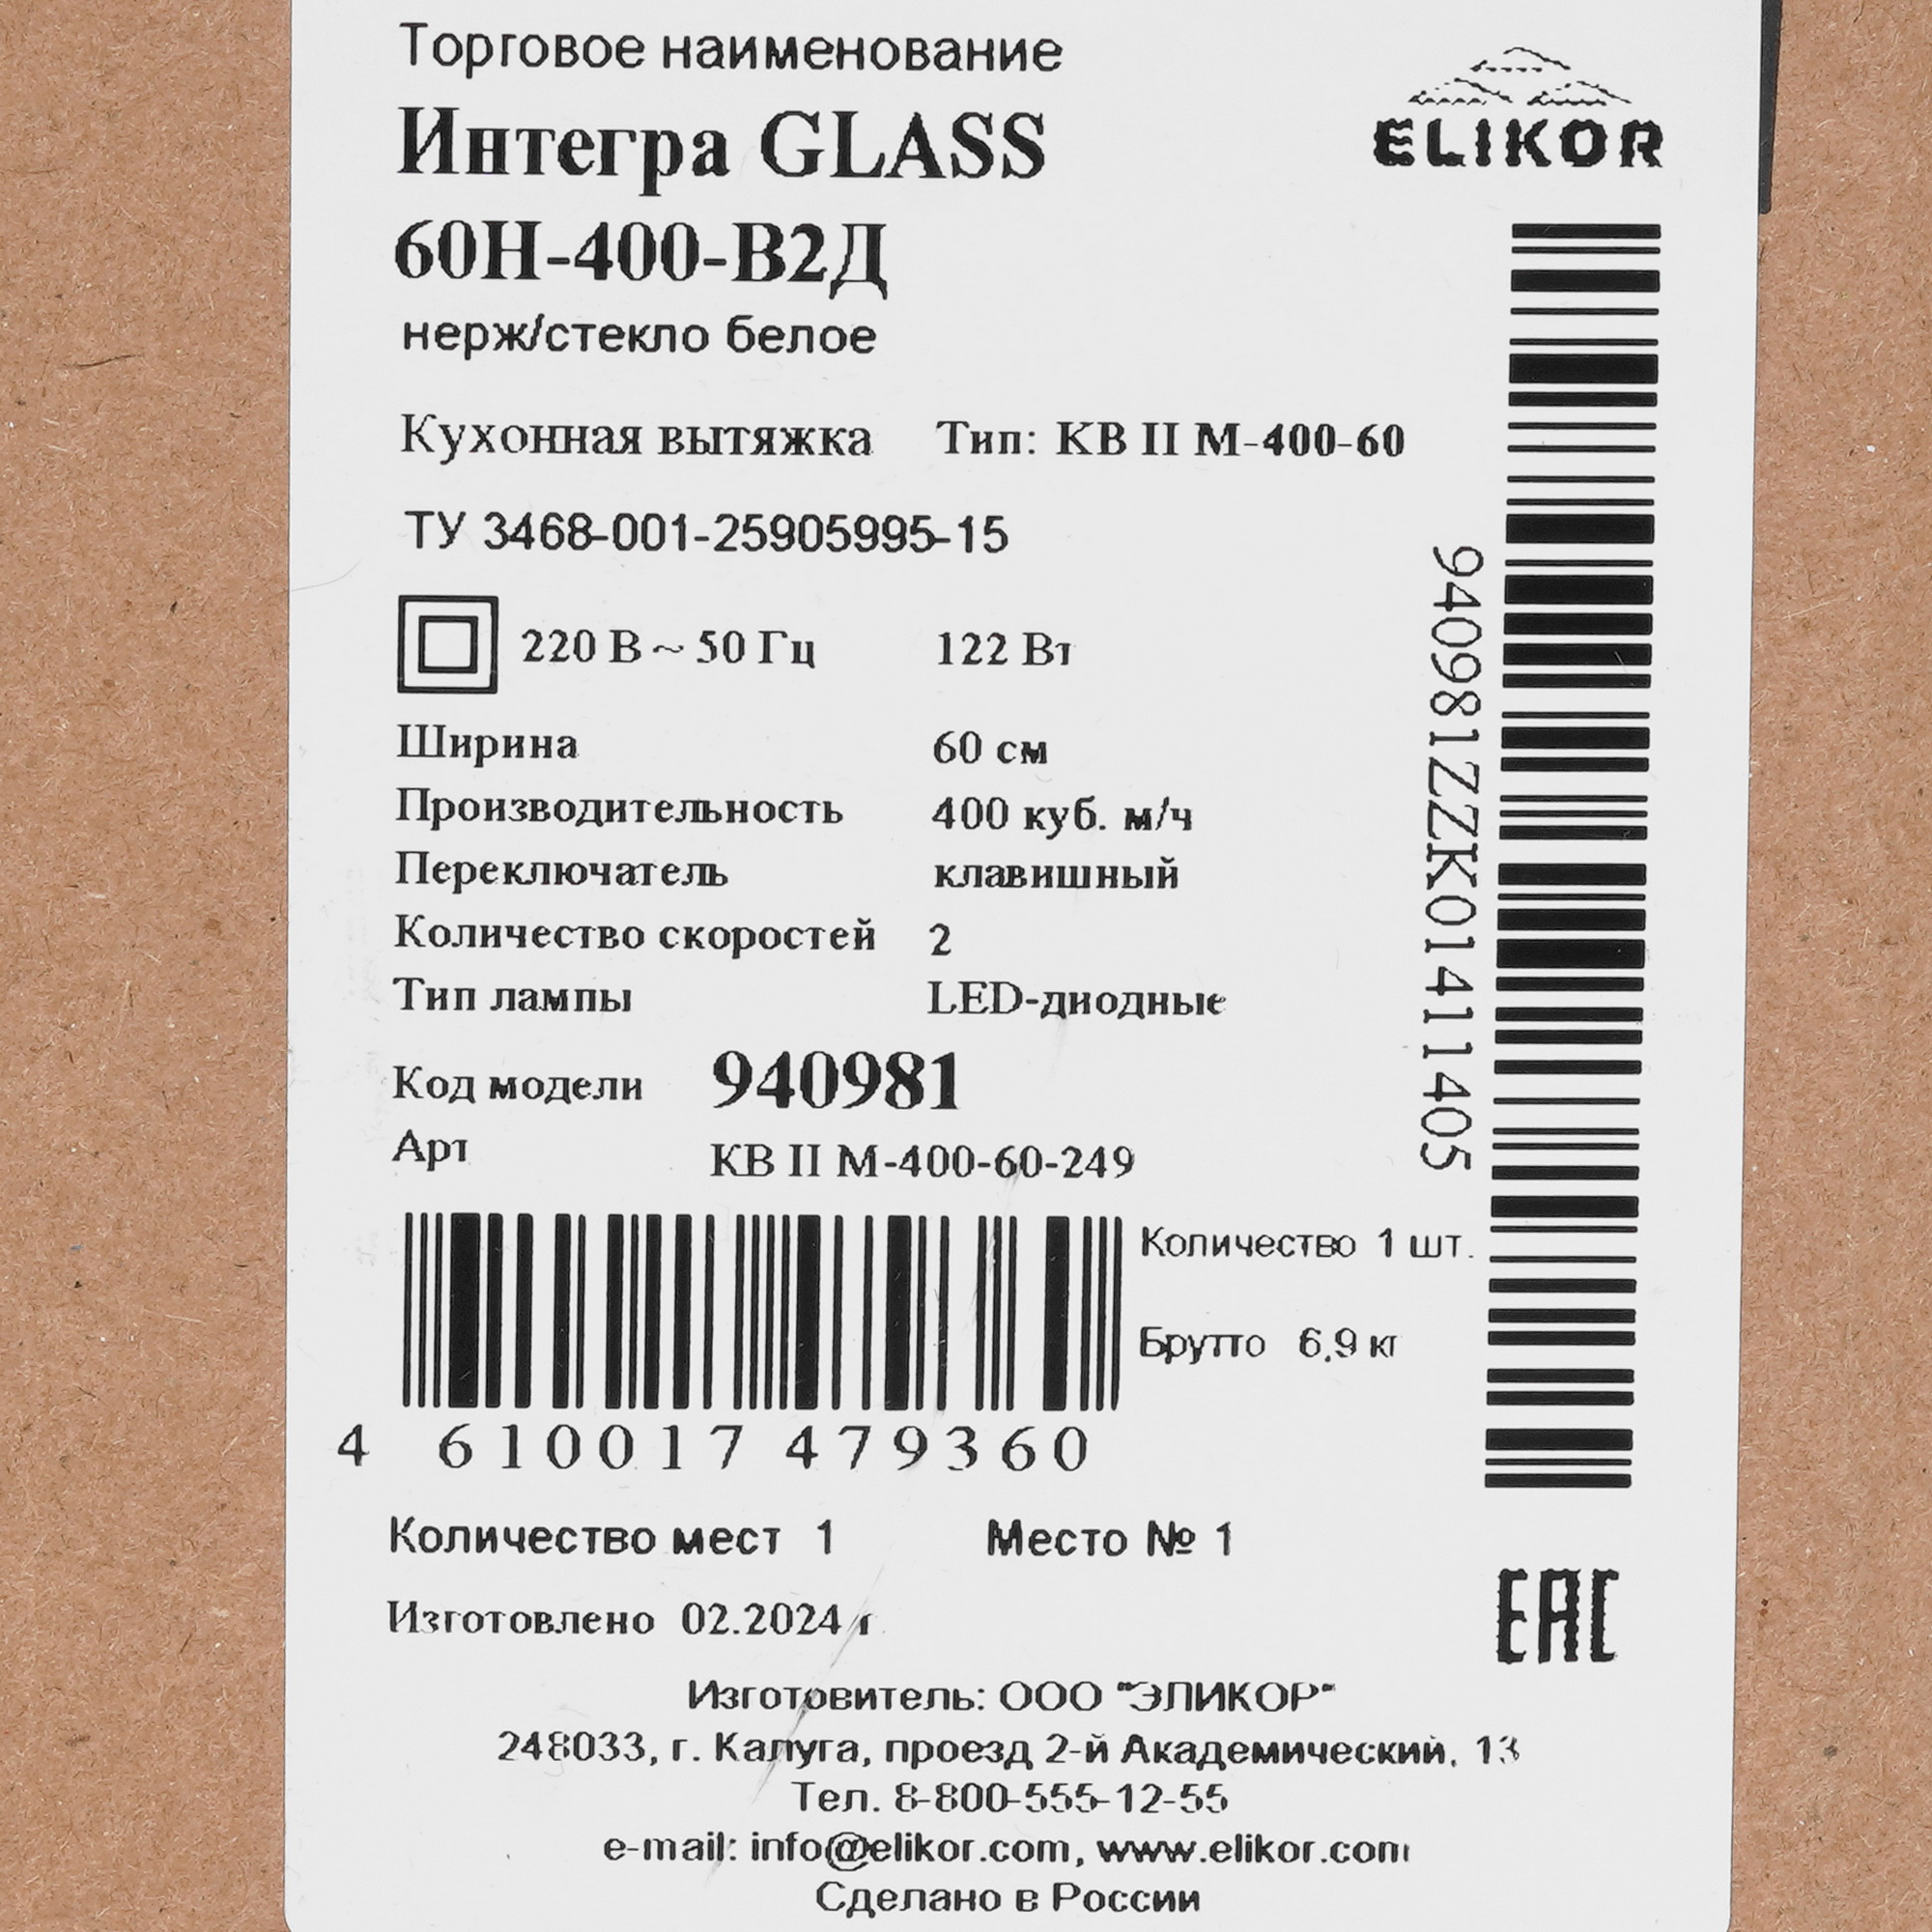 Торговое наименование
ELIKOR
Интегра GLASS
60Н-400-В2Д
нерж/стекло белое
Кухонная вытяжка Тип: КВ II М-400-60
ТУ 3468-001-25905995-15
220 В ~ 50 Гц 122 Вт
Ширина 60 см
Производительность 400 куб. м/ч
Переключатель клавишный
Количество скоростей 2
Тип лампы LED-диодные
Код модели 940981
Арт КВ II М-400-60-249
940981ZZK01411405
Количество 1 шт.
Брутто 6,9 кг
4 610017 479360
Количество мест 1 Место № 1
Изготовлено 02.2024 г
EAC
Изготовитель: ООО "ЭЛИКОР"
248033, г. Калуга, проезд 2-й Академический, 13
Тел. 8-800-555-12-55
e-mail: info@elikor.com, www.elikor.com
Сделано в России